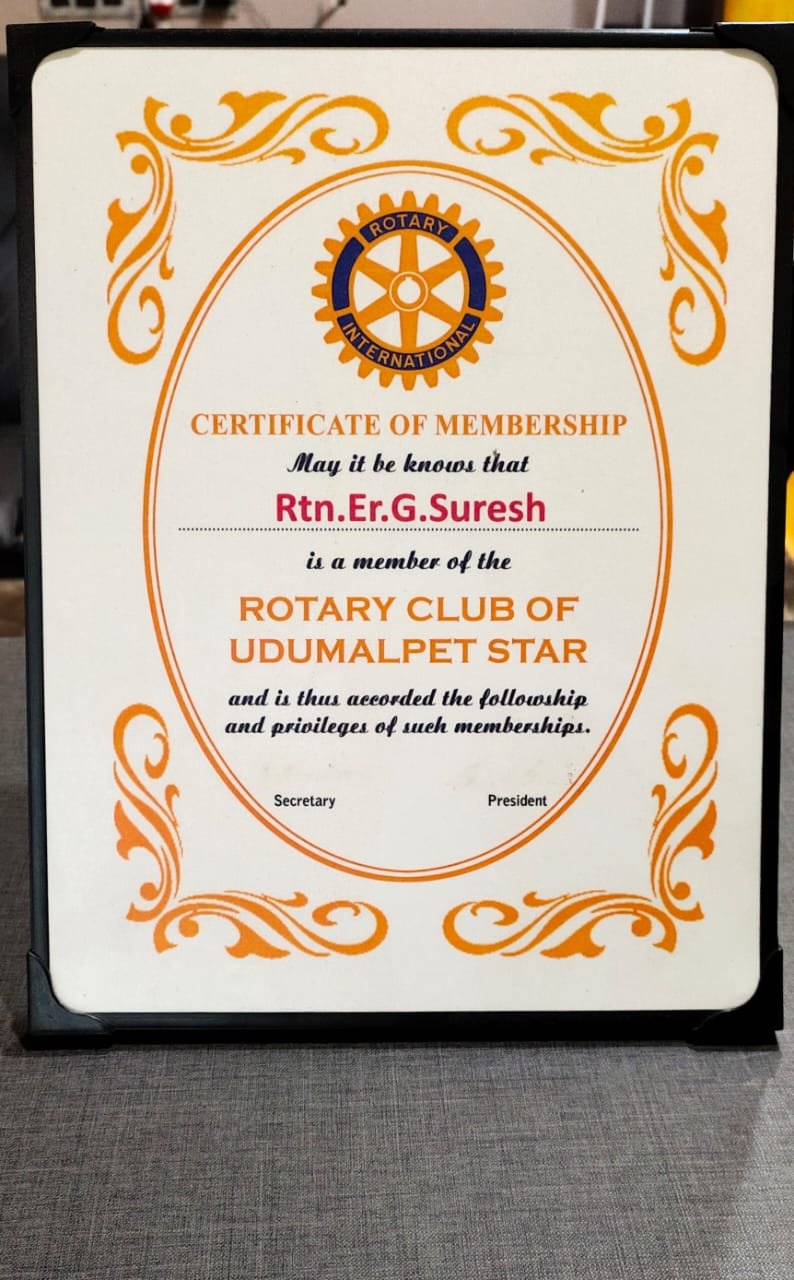 ROTARY
INTERNATIONAL
CERTIFICATE OF MEMBERSHIP
May it be knows that
Rtn.Er.G.Suresh
is a member of the
ROTARY CLUB OF
UDUMALPET STAR
and is thus accorded the followship
and privileges of such memberships.
Secretary President